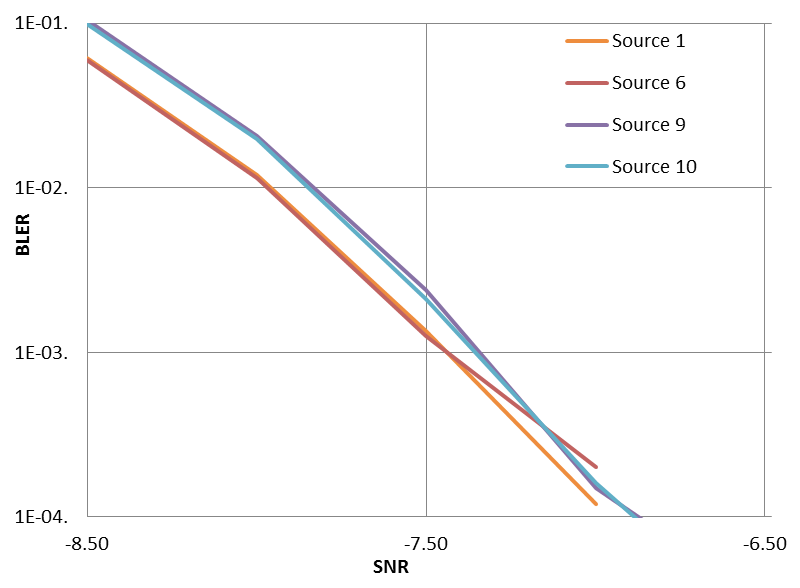 1E-01.
1E-02.
1E-03.
1E-04.
BLER
-8.50
-7.50
-6.50
SNR
Source 1
Source 6
Source 9
Source 10